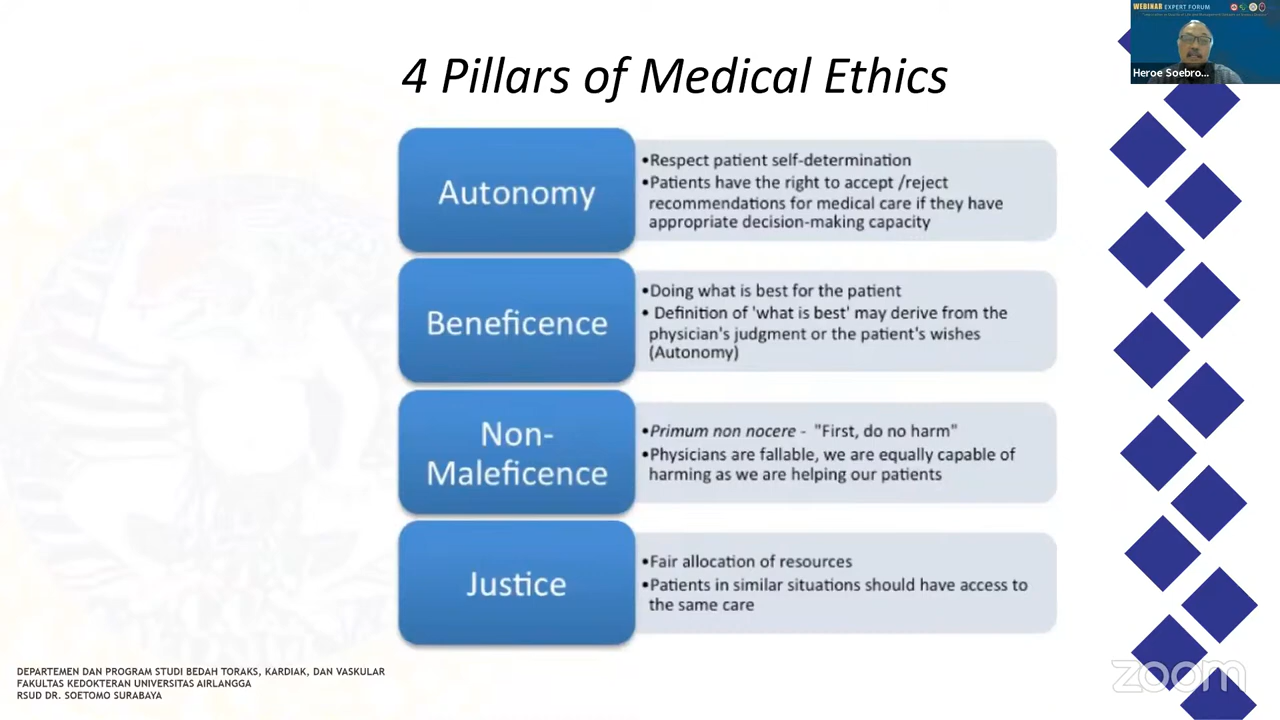 WEBINAR EXPERT FORUM
Heroe Soebro...
4 Pillars of Medical Ethics
Autonomy
•Respect patient self-determination
•Patients have the right to accept /reject
recommendations for medical care if they have
appropriate decision-making capacity
Beneficence
•Doing what is best for the patient
• Definition of 'what is best' may derive from the
physician's judgment or the patient's wishes
(Autonomy)
Non-
Maleficence
•Primum non nocere - "First, do no harm"
•Physicians are fallable, we are equally capable of
harming as we are helping our patients
Justice
•Fair allocation of resources
•Patients in similar situations should have access to
the same care
DEPARTEMEN DAN PROGRAM STUDI BEDAH TORAKS, KARDIAK, DAN VASKULAR
FAKULTAS KEDOKTERAN UNIVERSITAS AIRLANGGA
RSUD DR. SOETOMO SURABAYA
zoom